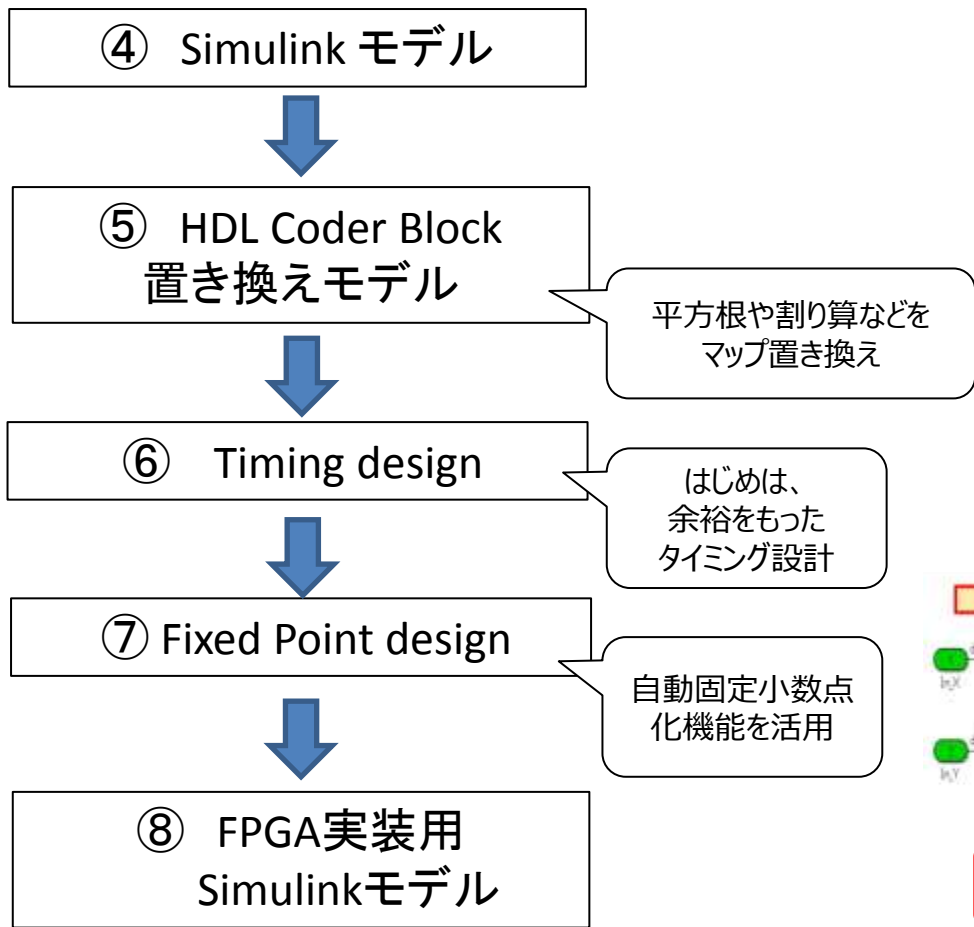 ④ Simulink モデル
⑤ HDL Coder Block
置き換えモデル
平方根や割り算などを
マップ置き換え
⑥ Timing design
はじめは、
余裕をもった
タイミング設計
⑦ Fixed Point design
自動固定小数点
化機能を活用
⑧ FPGA実装用
Simulinkモデル
In_X
In_Y